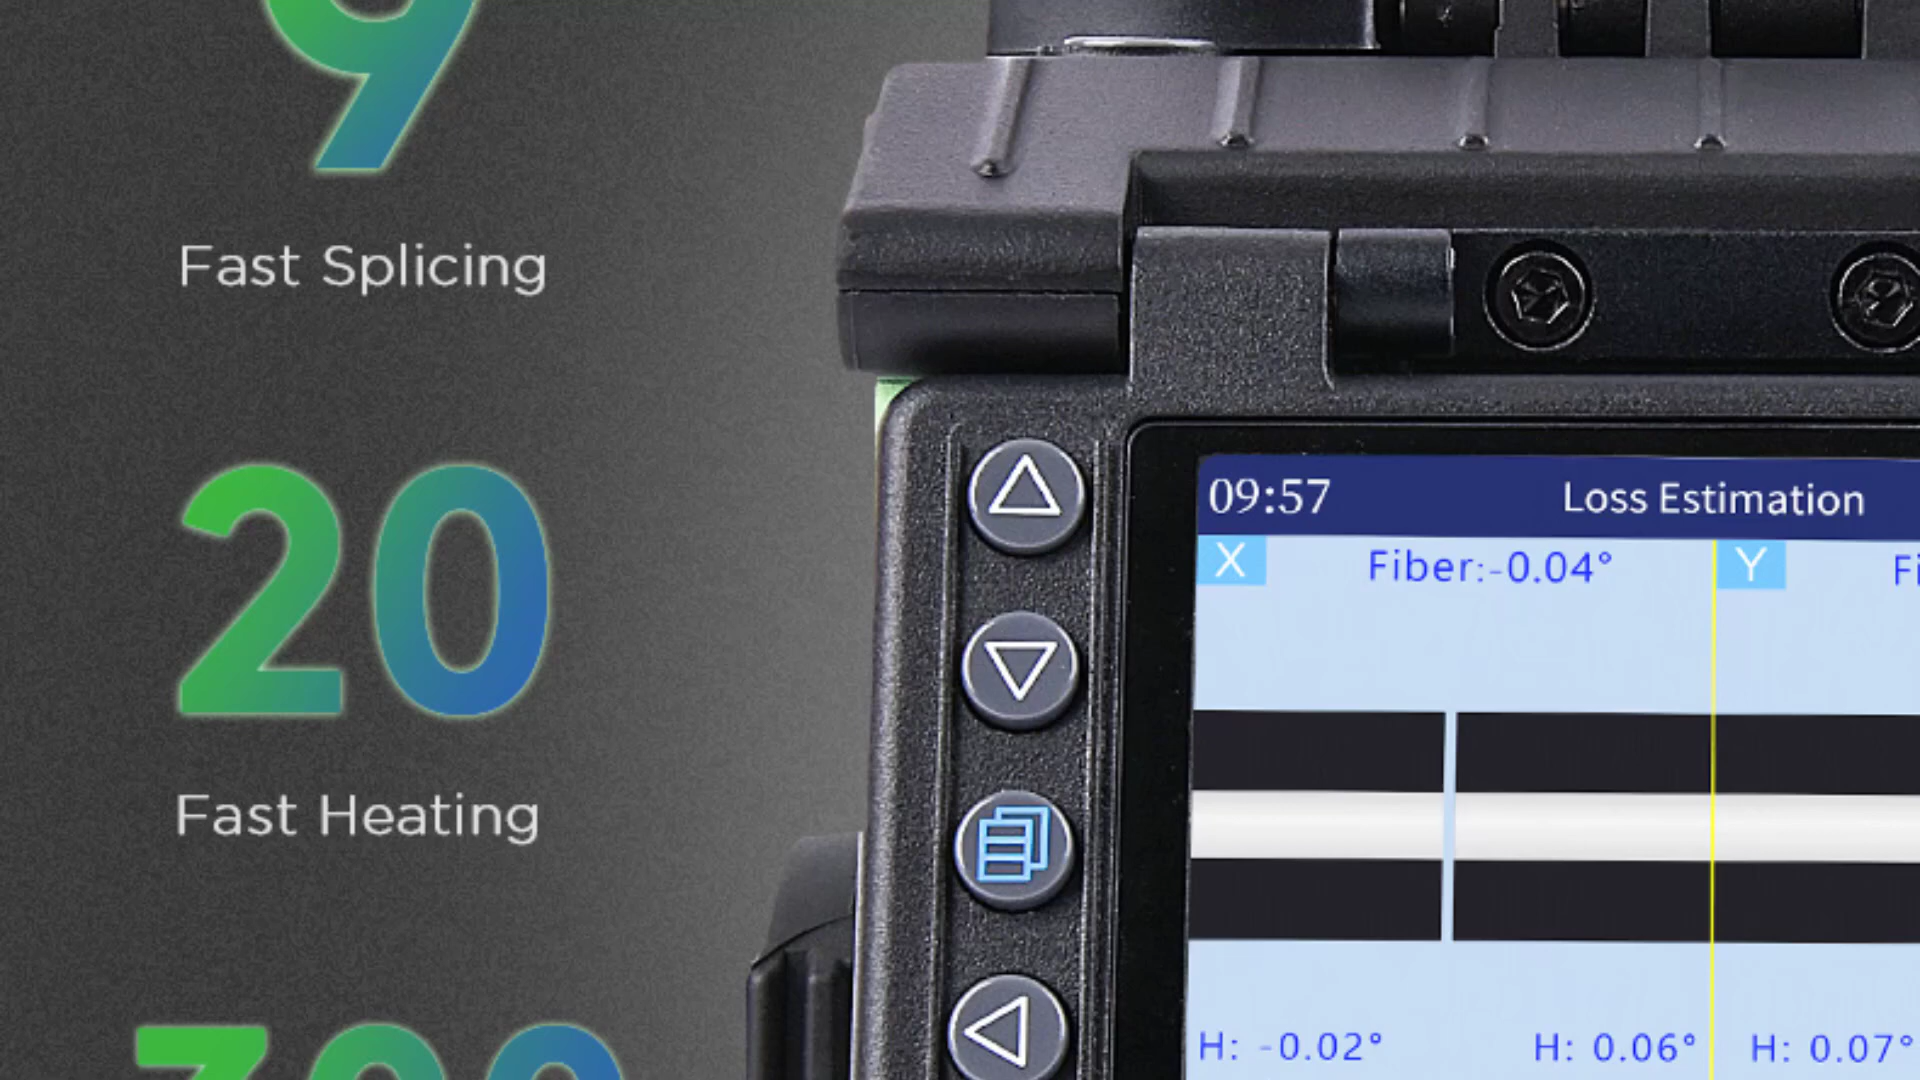 9
Fast Splicing
20
Fast Heating
09:57
Loss Estimation
X
Fiber:-0.04°
Y
H: -0.02°
H: 0.06°
H: 0.07°